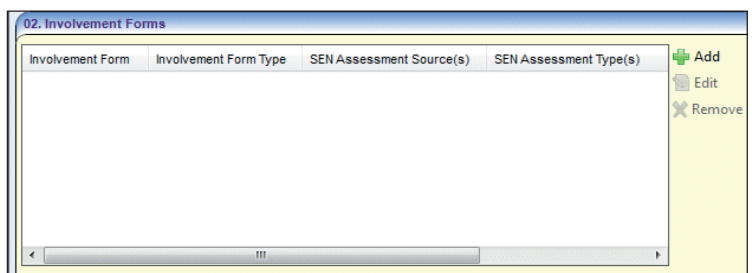 02. Involvement Forms
Involvement Form Involvement Form Type SEN Assessment Source(s) SEN Assessment Type(s)
Add
Edit
Remove